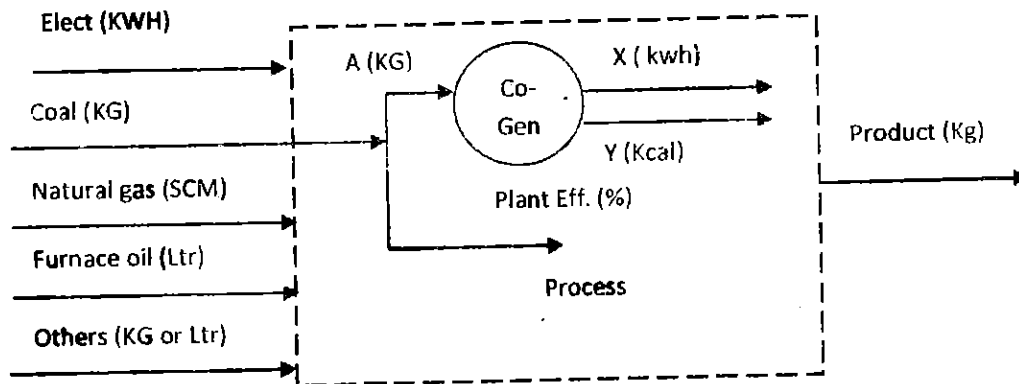 Elect (KWH)
A (KG)
X ( kwh)
Coal (KG)
Co-
Gen
Y (Kcal)
Product (Kg)
Natural gas (SCM)
Plant Eff. (%)
Furnace oil (Ltr)
Process
Others (KG or Ltr)